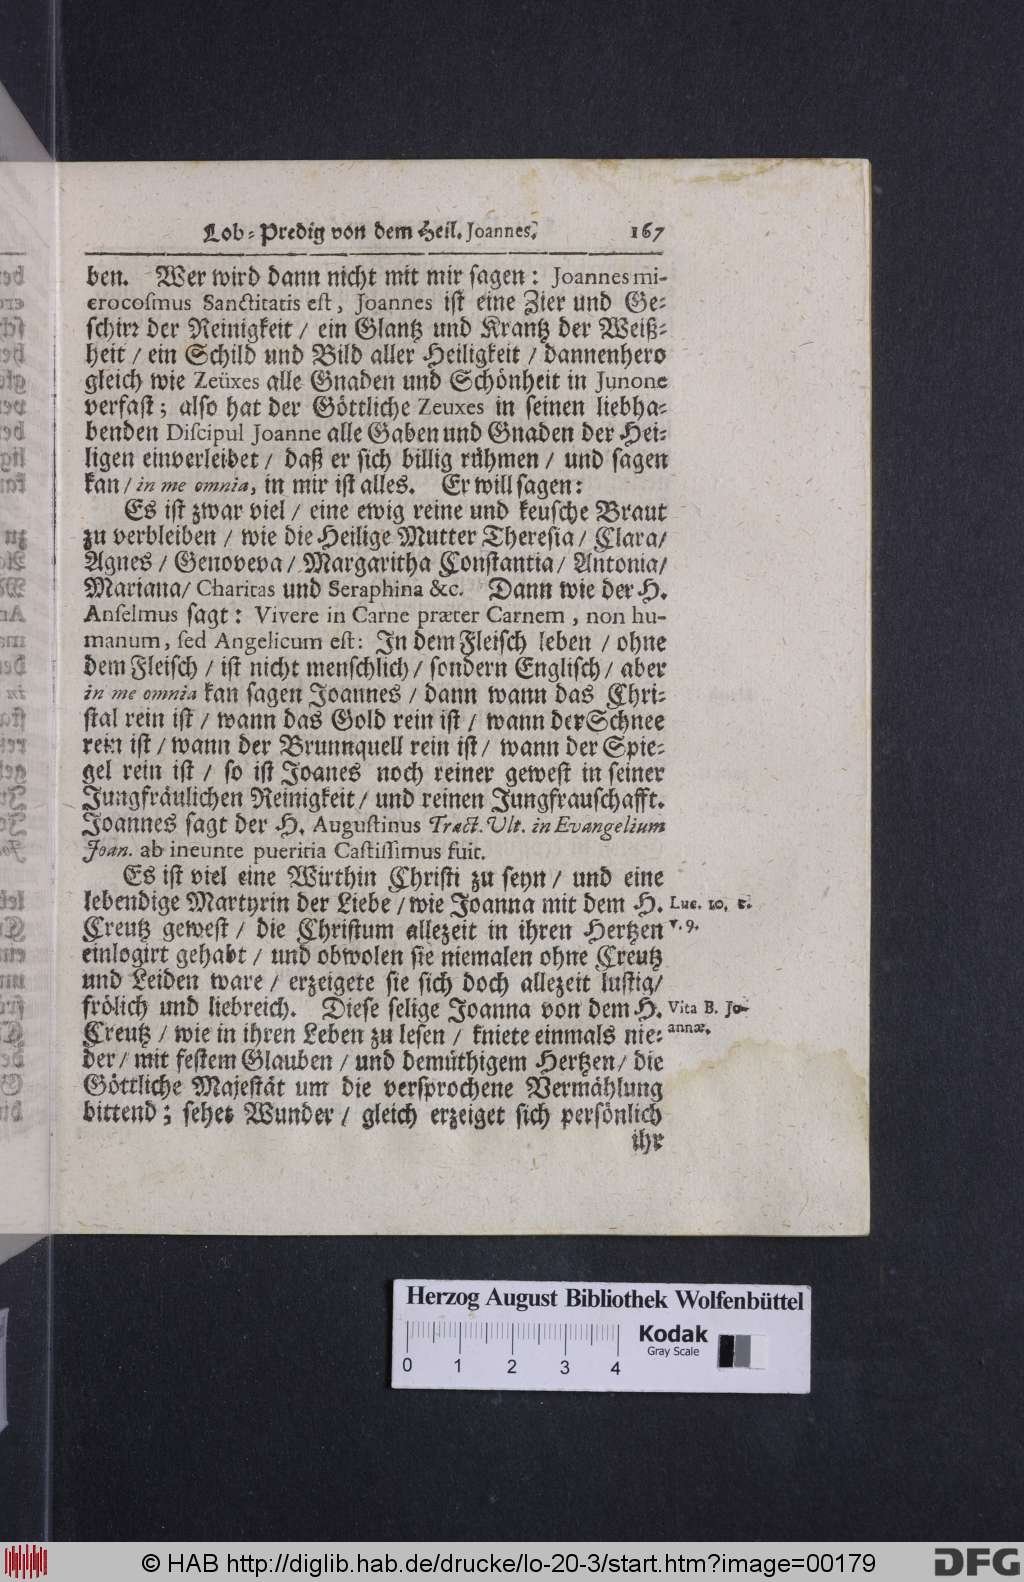 Lob-Predig von dem Heil. Joannes. 167
ben. Wer wird dann nicht mit mir sagen: Joannes mi-
crocosmus Sanctitatis est, Joannes ist eine Zier und Ge-
schirr der Reinigkeit / ein Glantz und Krantz der Weiß-
heit / ein Schild und Bild aller Heiligkeit / dannenhero
gleich wie Zeüxes alle Gnaden und Schönheit in Junone
verfast; also hat der Göttliche Zeuxes in seinen liebha-
benden Discipul Joanne alle Gaben und Gnaden der Hei-
ligen einverleibet / daß er sich billig rühmen / und sagen
kan / in me omnia, in mir ist alles. Er will sagen:
Es ist zwar viel / eine ewig reine und keusche Braut
zu verbleiben / wie die Heilige Mutter Theresia / Clara /
Agnes / Genoveva / Margaritha Constantia / Antonia /
Mariana / Charitas und Seraphina &c. Dann wie der H.
Anselmus sagt: Vivere in Carne præter Carnem, non hu-
manum, sed Angelicum est: In dem Fleisch leben / ohne
dem Fleisch / ist nicht menschlich / sondern Englisch / aber
in me omnia kan sagen Joannes / dann wann das Chri-
stal rein ist / wann das Gold rein ist / wann der Schnee
rein ist / wann der Brunnquell rein ist / wann der Spie-
gel rein ist / so ist Joanes noch reiner gewest in seiner
Jungfräulichen Reinigkeit / und reinen Jungfrauschafft.
Joannes sagt der H. Augustinus Tract. Ult. in Evangelium
Joan. ab ineunte pueritia Castissimus fuit.
Es ist viel eine Wirthin Christi zu seyn / und eine
lebendige Martyrin der Liebe / wie Joanna mit dem H. Luc. 10. c.
Creutz gewest / die Christum allezeit in ihren Hertzen v. 9.
einlogirt gehabt / und obwolen sie niemalen ohne Creutz
und Leiden ware / erzeigete sie sich doch allezeit lustig /
frölich und liebreich. Diese selige Joanna von dem H. Vita B. Jo-
Creutz / wie in ihren Leben zu lesen / kniete einmals nie- annæ.
der / mit festem Glauben / und demüthigem Hertzen / die
Göttliche Majestät um die versprochene Vermählung
bittend; sehet Wunder / gleich erzeiget sich persönlich
ihr
Herzog August Bibliothek Wolfenbüttel
Kodak
Gray Scale
0 1 2 3 4
© HAB http://diglib.hab.de/drucke/lo-20-3/start.htm?image=00179
DFG